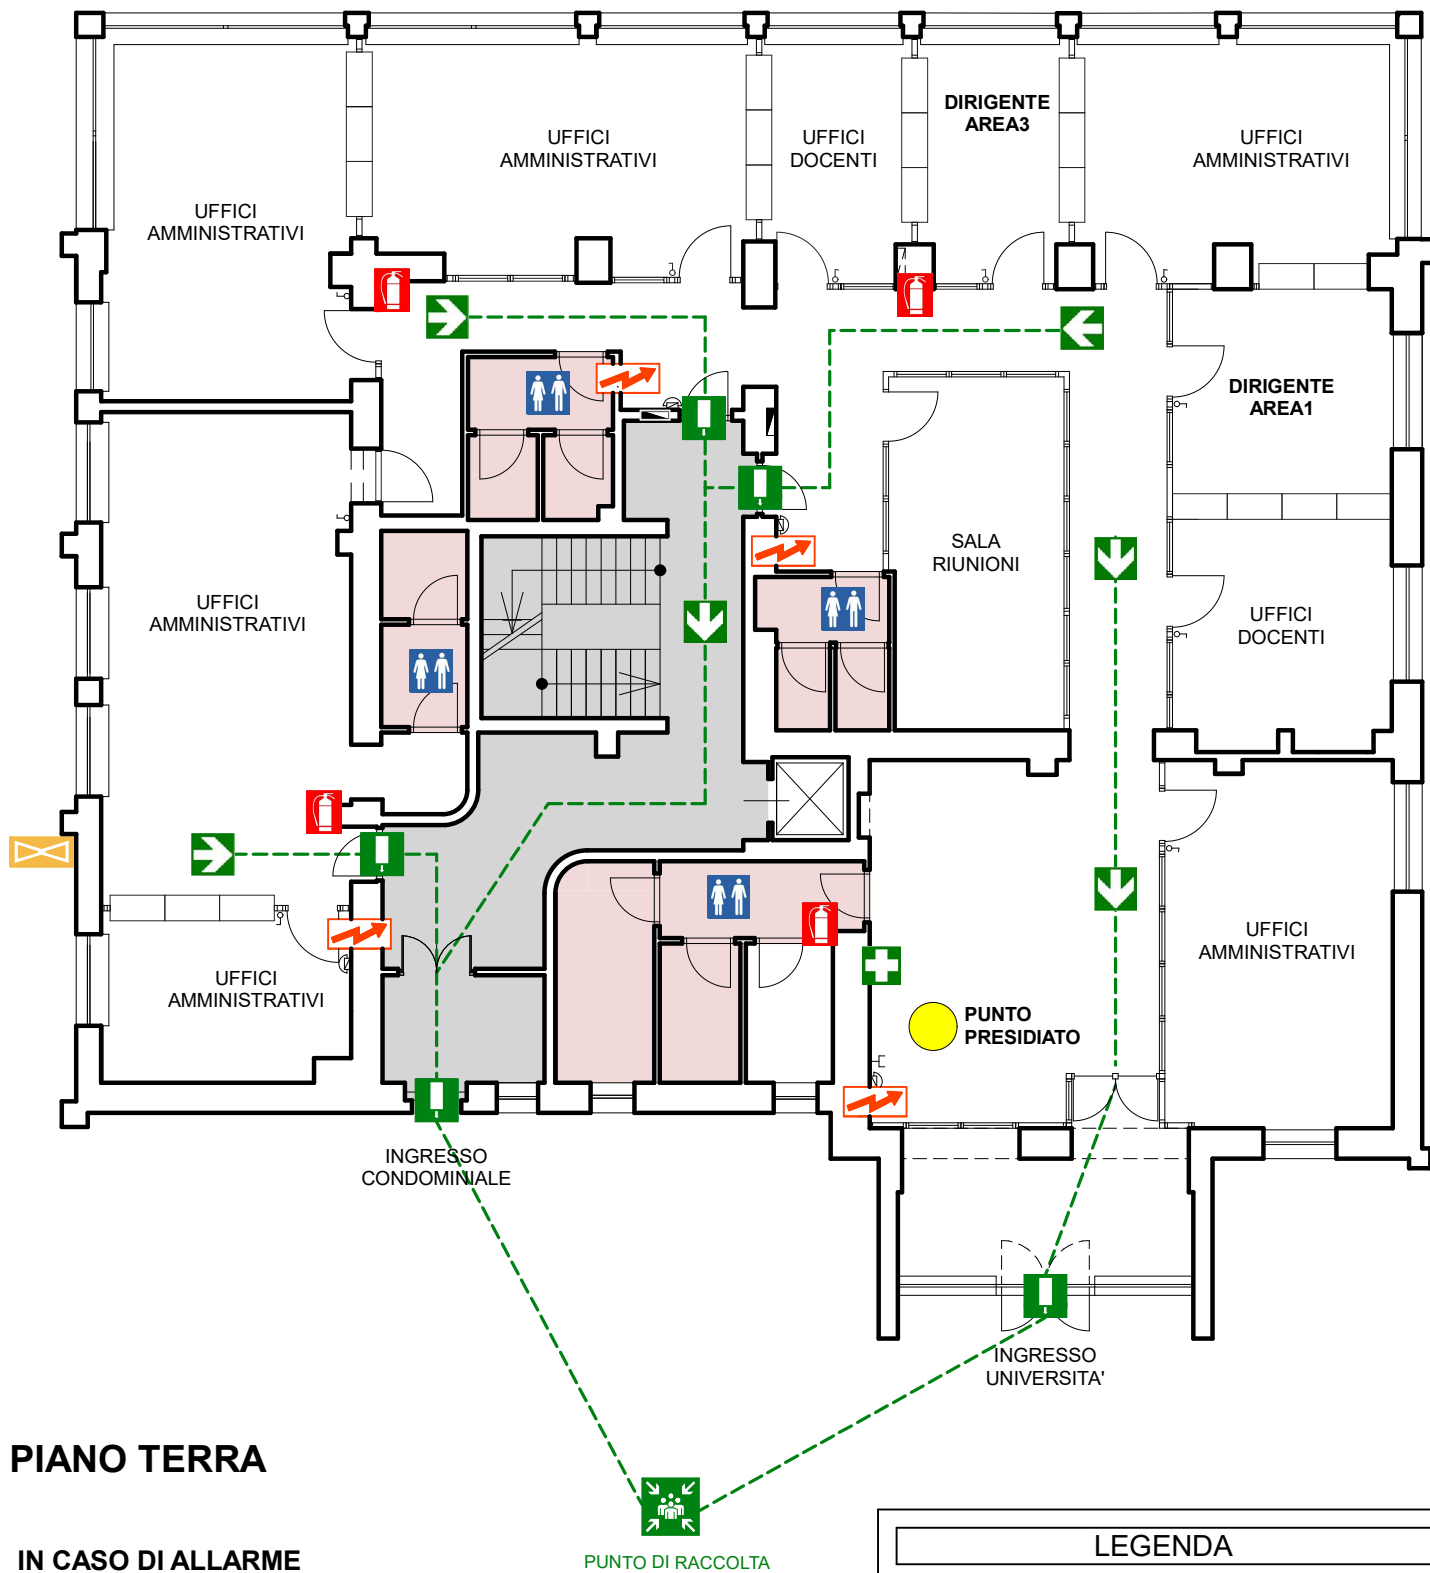 DIRIGENTE
AREA3
UFFICI
AMMINISTRATIVI
UFFICI
DOCENTI
UFFICI
AMMINISTRATIVI
UFFICI
AMMINISTRATIVI
DIRIGENTE
AREA1
SALA
RIUNIONI
UFFICI
AMMINISTRATIVI
UFFICI
DOCENTI
UFFICI
AMMINISTRATIVI
UFFICI
AMMINISTRATIVI
PUNTO
PRESIDIATO
INGRESSO
CONDOMINIALE
INGRESSO
UNIVERSITA'
PIANO TERRA
LEGENDA
IN CASO DI ALLARME
PUNTO DI RACCOLTA